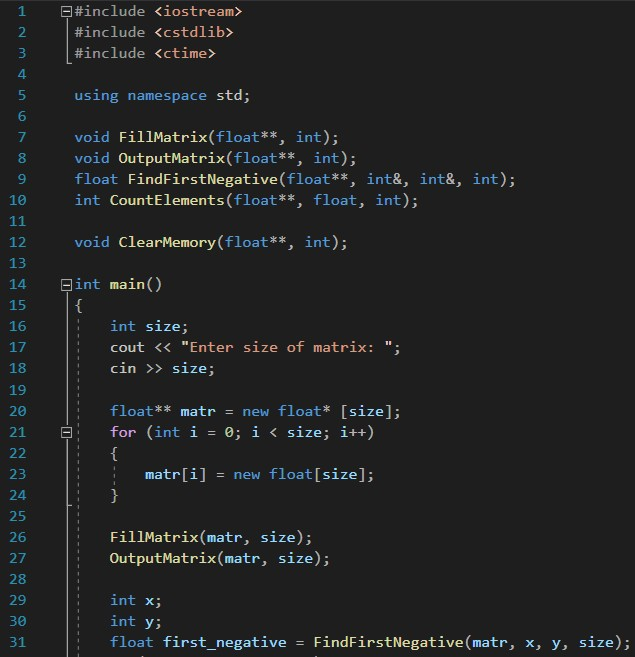 1 #include <iostream>
2 #include <cstdlib>
3 #include <ctime>
4
5 using namespace std;
6
7 void FillMatrix(float**, int);
8 void OutputMatrix(float**, int);
9 float FindFirstNegative(float**, int&, int&, int);
10 int CountElements(float**, float, int);
11
12 void ClearMemory(float**, int);
13
14 int main()
15 {
16     int size;
17     cout << "Enter size of matrix: ";
18     cin >> size;
19
20     float** matr = new float* [size];
21     for (int i = 0; i < size; i++)
22     {
23         matr[i] = new float[size];
24     }
25
26     FillMatrix(matr, size);
27     OutputMatrix(matr, size);
28
29     int x;
30     int y;
31     float first_negative = FindFirstNegative(matr, x, y, size);